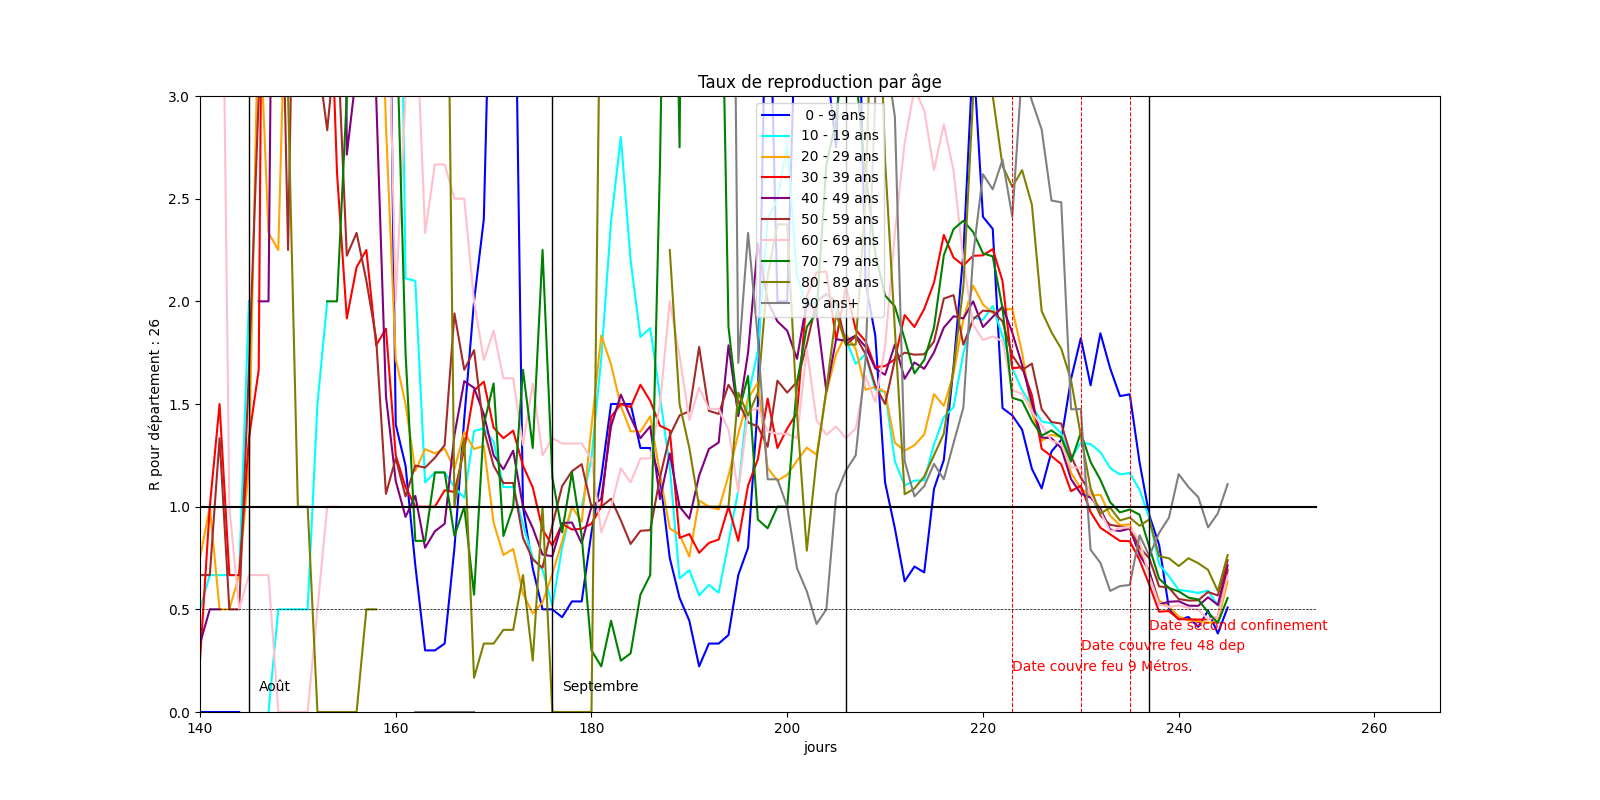 Taux de reproduction par âge
R pour département : 26
3.0
2.5
2.0
1.5
1.0
0.5
0.0
0 - 9 ans
10 - 19 ans
20 - 29 ans
30 - 39 ans
40 - 49 ans
50 - 59 ans
60 - 69 ans
70 - 79 ans
80 - 89 ans
90 ans+
Date second confinement
Date couvre feu 48 dep
Date couvre feu 9 Métros.
Août
Septembre
140
160
180
200
220
240
260
jours